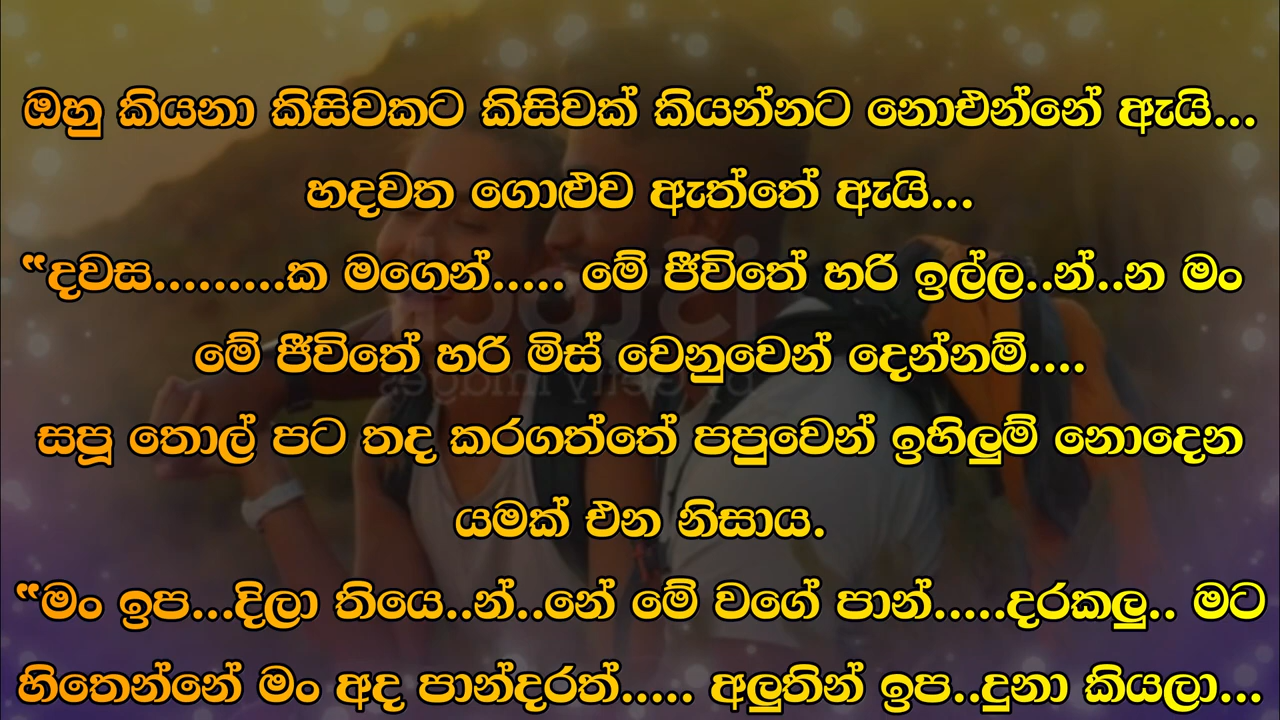 ඔහු කියනා කිසිවකට කිසිවක් කියන්නට නොඑන්නේ ඇයි...
හදවත ගොළුව ඇත්තේ ඇයි...
“දවස.........ක මගෙන්..... මේ ජීවිතේ හරි ඉල්ල..න්..න මං
මේ ජීවිතේ හරි මිස් වෙනුවෙන් දෙන්නම්....
සපූ තොල් පට තද කරගත්තේ පපුවෙන් ඉහිලුම් නොදෙන
යමක් එන නිසාය.
“මං ඉප...දිලා තියෙ..න්..නේ මේ වගේ පාන්.....දරකලු.. මට
හිතෙන්නේ මං අද පාන්දරත්..... අලුතින් ඉප..දුනා කියලා...